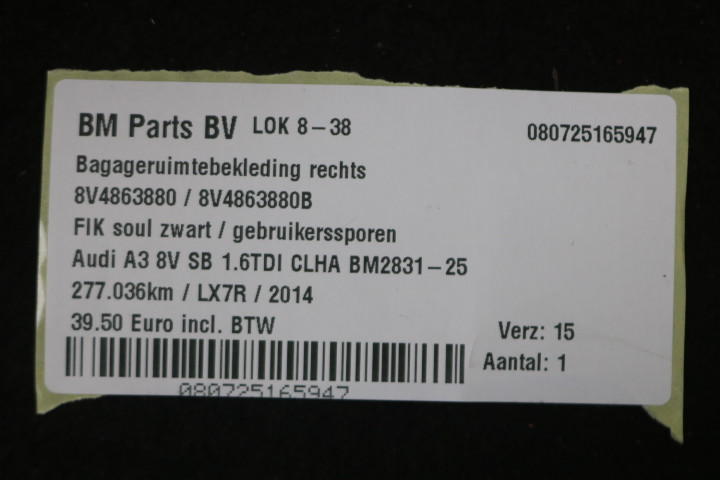 BM Parts BV LOK 8-38 080725165947
Bagageruimtebekleding rechts
8V4863880 / 8V4863880B
FIK soul zwart / gebruikerssporen
Audi A3 8V SB 1.6TDI CLHA BM2831-25
277.036km / LX7R / 2014
39.50 Euro incl. BTW
Verz: 15
Aantal: 1
080725165947